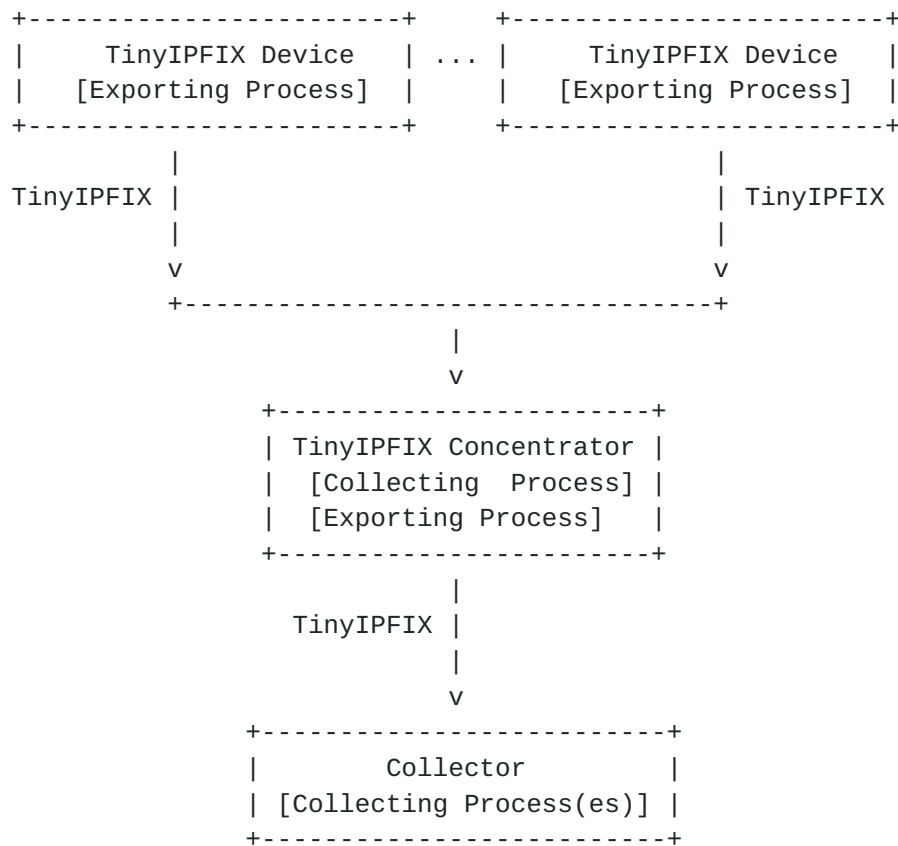 TinyIPFIX Device ... TinyIPFIX Device
[Exporting Process] [Exporting Process]
TinyIPFIX TinyIPFIX
TinyIPFIX Concentrator
[Collecting  Process]
[Exporting Process]
TinyIPFIX
Collector
[Collecting Process(es)]